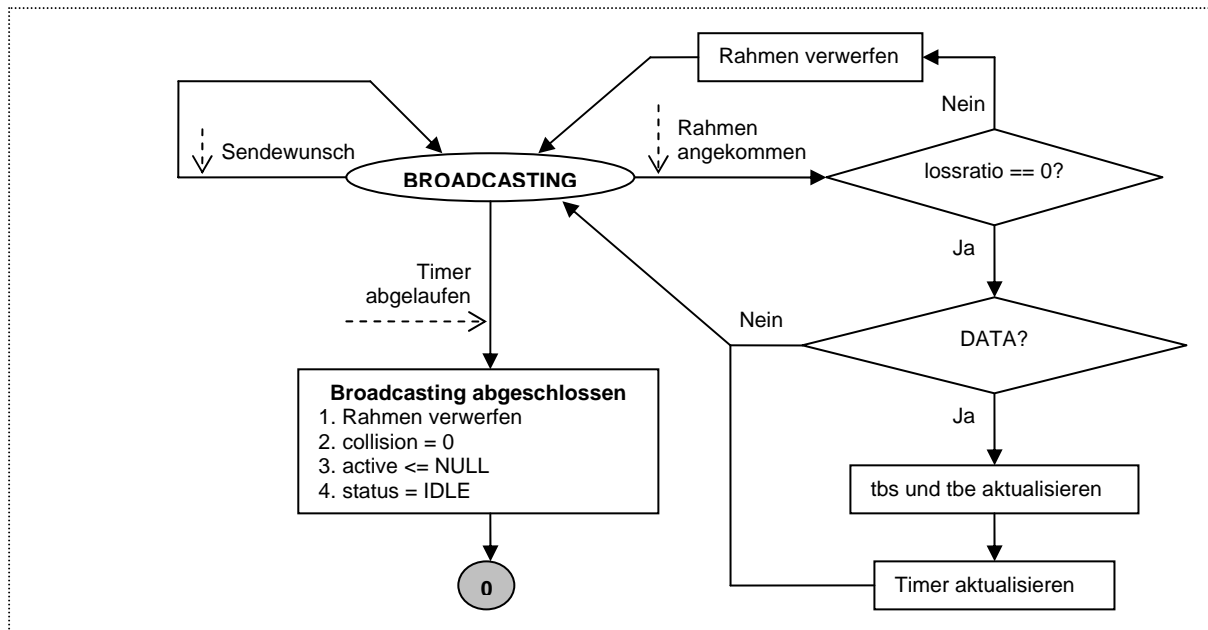 Rahmen verwerfen
Nein
Sendewunsch
Rahmen
angekommen
BROADCASTING
lossratio == 0?
Ja
Timer
abgelaufen
Nein
DATA?
Broadcasting abgeschlossen
1. Rahmen verwerfen
2. collision = 0
3. active <= NULL
4. status = IDLE
Ja
tbs und tbe aktualisieren
0
Timer aktualisieren